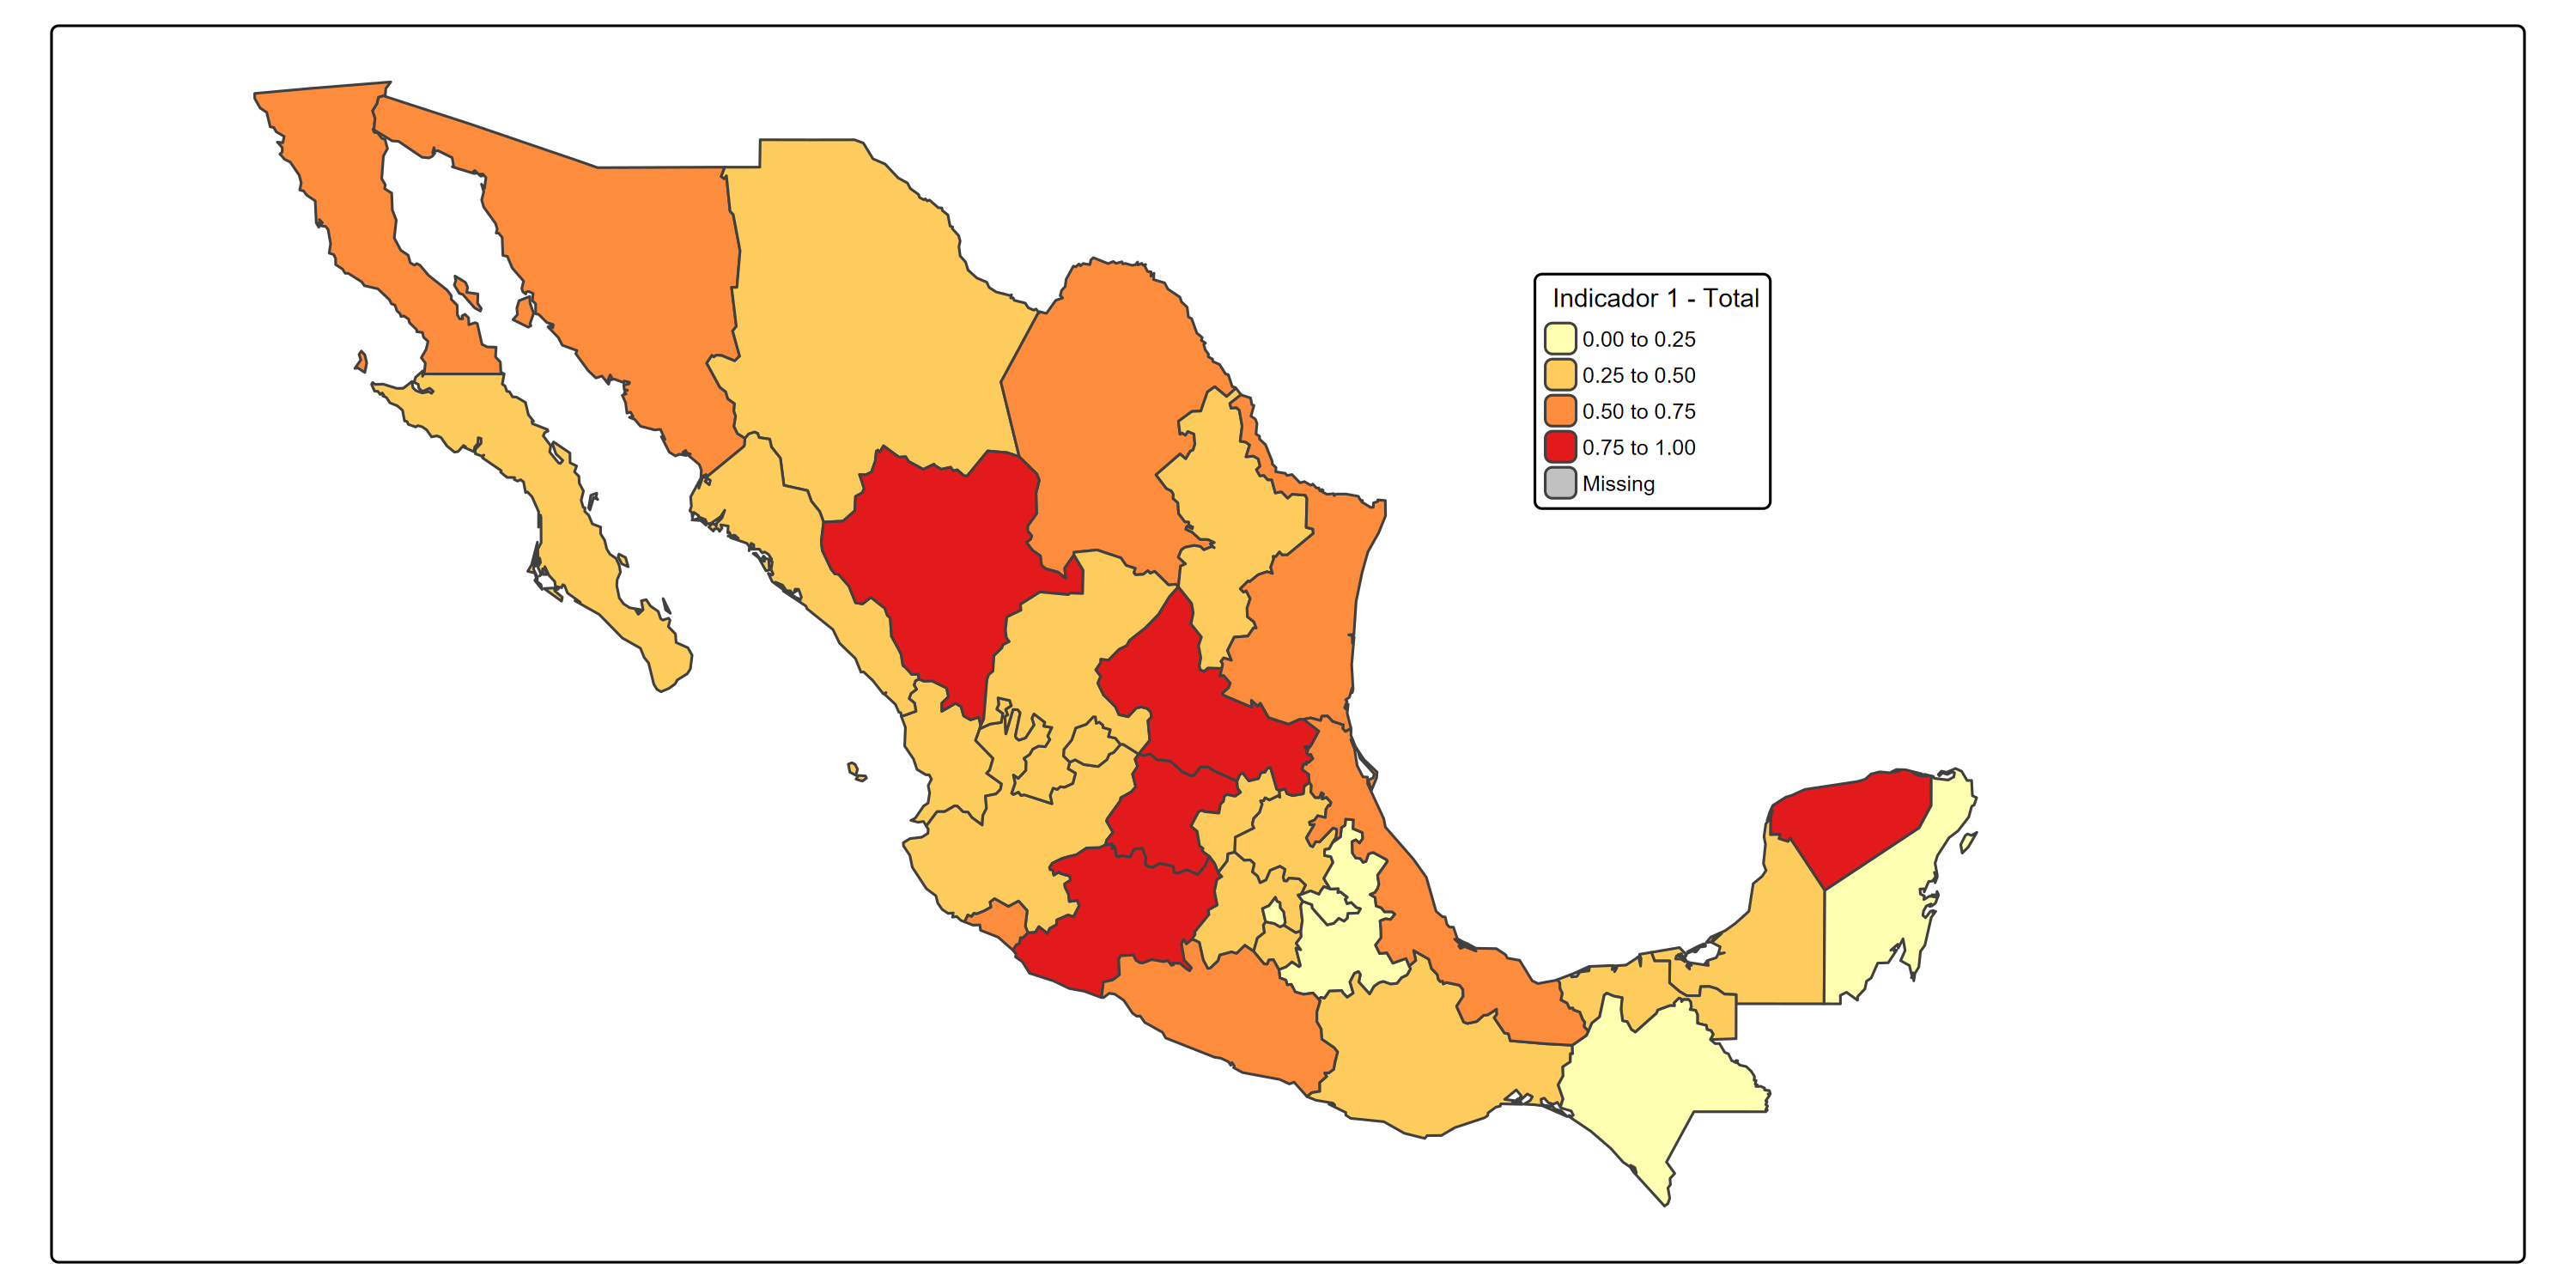 Indicador 1 - Total
0.00 to 0.25
0.25 to 0.50
0.50 to 0.75
0.75 to 1.00
Missing